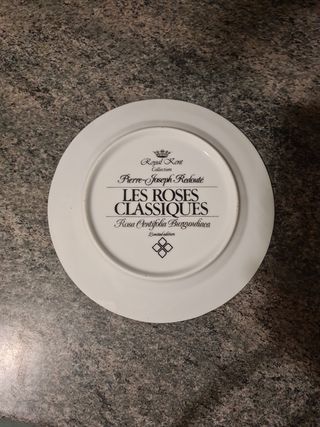 Royal Kent
Collection
Pierre-Joseph Redouté
LES ROSES
CLASSIQUES
Rosa Centifolia Burgundiaca
Limited edition